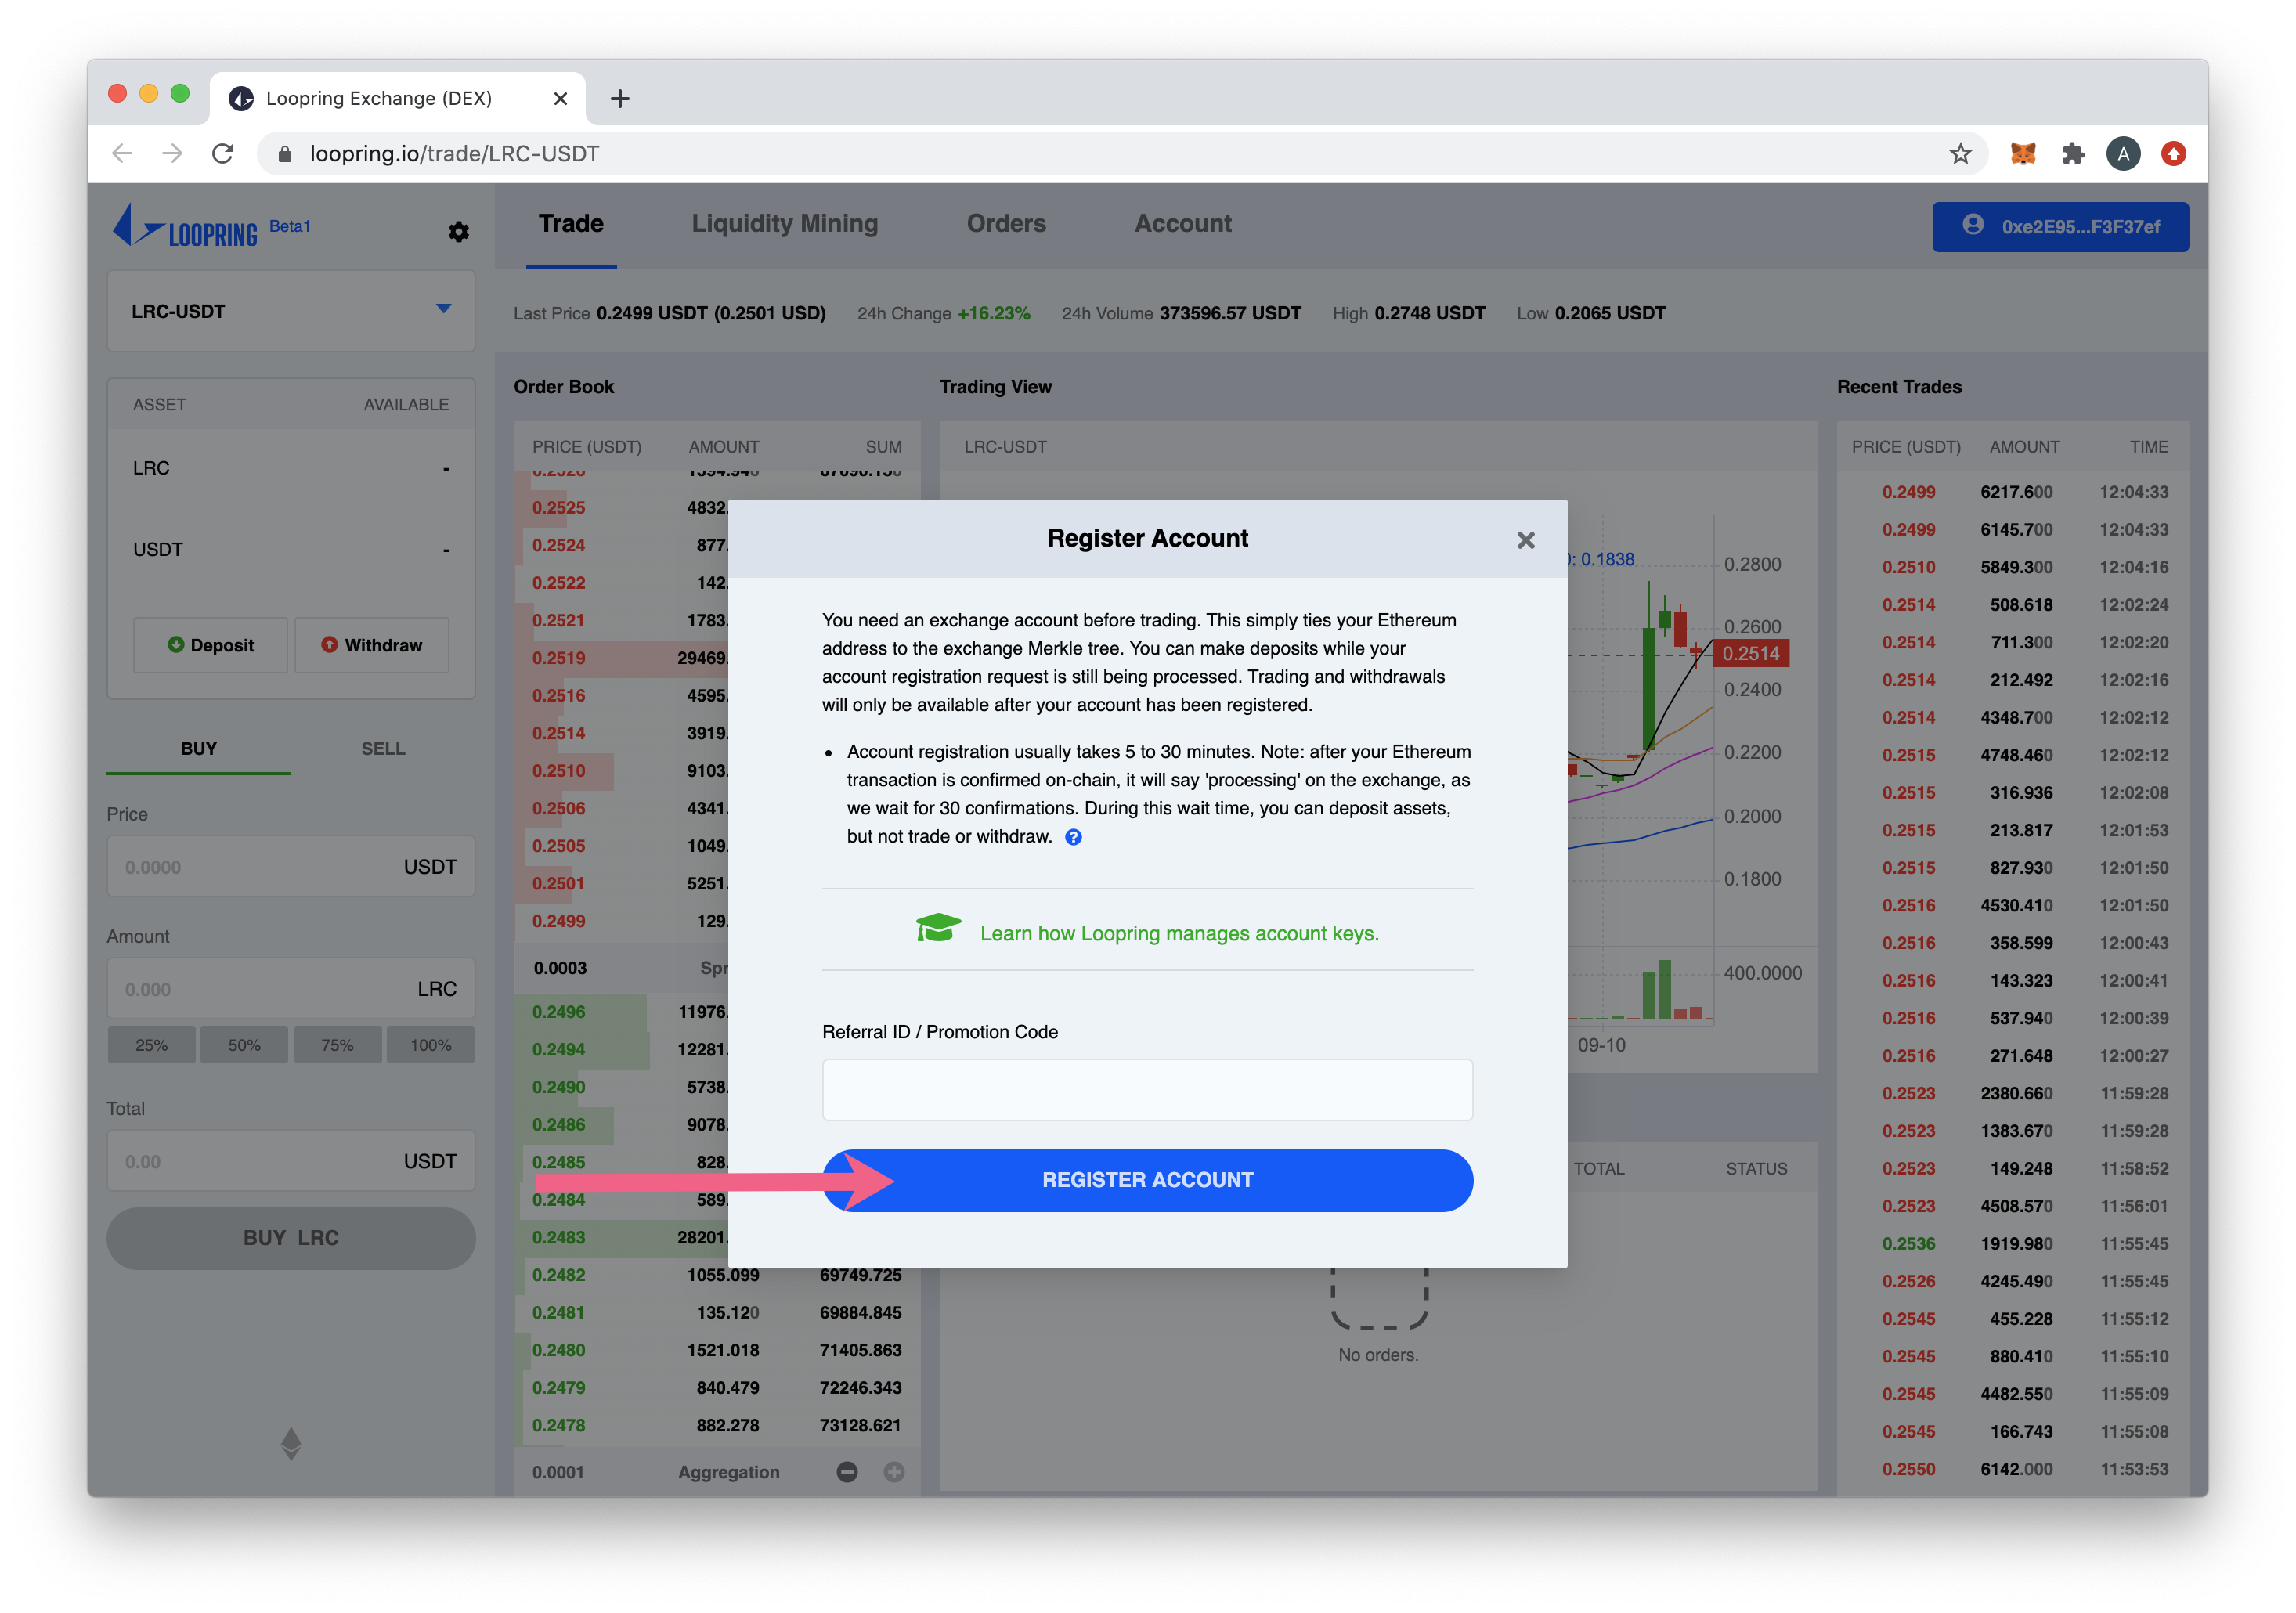 Loopring Exchange (DEX)
loopring.io/trade/LRC-USDT
A
LOOPRING Beta1
Trade Liquidity Mining Orders Account
0xe2E95...F3F37ef
LRC-USDT
Last Price 0.2499 USDT (0.2501 USD) 24h Change +16.23% 24h Volume 373596.57 USDT High 0.2748 USDT Low 0.2065 USDT
ASSET AVAILABLE
LRC -
USDT -
Deposit Withdraw
BUY SELL
Price
0.0000 USDT
Amount
0.000 LRC
25% 50% 75% 100%
Total
0.00 USDT
BUY LRC
Order Book
PRICE (USDT) AMOUNT SUM
0.2525 4832.
0.2524 877.
0.2522 142.
0.2521 1783.
0.2519 29469.
0.2516 4595.
0.2514 3919.
0.2510 9103.
0.2506 4341.
0.2505 1049.
0.2501 5251.
0.2499 129.
0.0003 Spr
0.2496 11976.
0.2494 12281.
0.2490 5738.
0.2486 9078.
0.2485 828.
0.2484 589.
0.2483 28201.
0.2482 1055.099 69749.725
0.2481 135.120 69884.845
0.2480 1521.018 71405.863
0.2479 840.479 72246.343
0.2478 882.278 73128.621
0.0001 Aggregation
Trading View
LRC-USDT
: 0.1838
0.2800
0.2600
0.2514
0.2400
0.2200
0.2000
0.1800
400.0000
09-10
TOTAL STATUS
No orders.
Register Account
You need an exchange account before trading. This simply ties your Ethereum
address to the exchange Merkle tree. You can make deposits while your
account registration request is still being processed. Trading and withdrawals
will only be available after your account has been registered.
• Account registration usually takes 5 to 30 minutes. Note: after your Ethereum
transaction is confirmed on-chain, it will say 'processing' on the exchange, as
we wait for 30 confirmations. During this wait time, you can deposit assets,
but not trade or withdraw. ?
Learn how Loopring manages account keys.
Referral ID / Promotion Code
REGISTER ACCOUNT
Recent Trades
PRICE (USDT) AMOUNT TIME
0.2499 6217.600 12:04:33
0.2499 6145.700 12:04:33
0.2510 5849.300 12:04:16
0.2514 508.618 12:02:24
0.2514 711.300 12:02:20
0.2514 212.492 12:02:16
0.2514 4348.700 12:02:12
0.2515 4748.460 12:02:12
0.2515 316.936 12:02:08
0.2515 213.817 12:01:53
0.2515 827.930 12:01:50
0.2516 4530.410 12:01:50
0.2516 358.599 12:00:43
0.2516 143.323 12:00:41
0.2516 537.940 12:00:39
0.2516 271.648 12:00:27
0.2523 2380.660 11:59:28
0.2523 1383.670 11:59:28
0.2523 149.248 11:58:52
0.2523 4508.570 11:56:01
0.2536 1919.980 11:55:45
0.2526 4245.490 11:55:45
0.2545 455.228 11:55:12
0.2545 880.410 11:55:10
0.2545 4482.550 11:55:09
0.2545 166.743 11:55:08
0.2550 6142.000 11:53:53